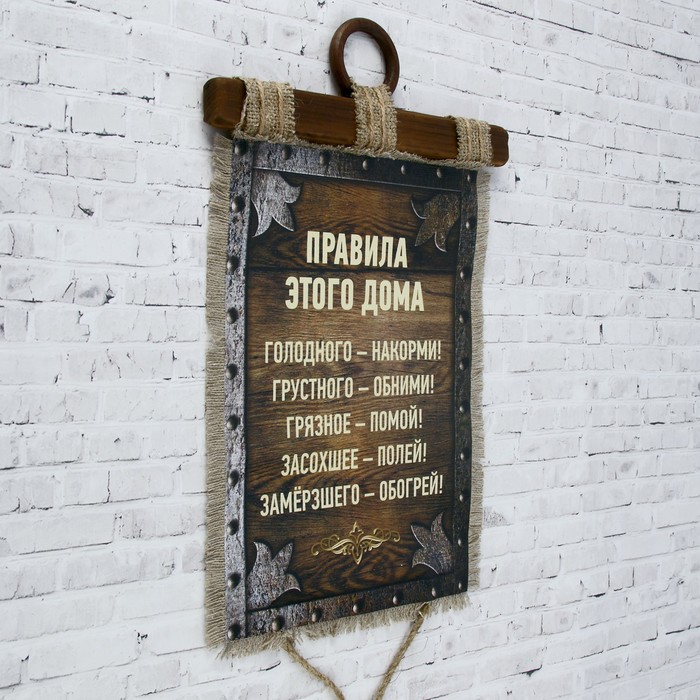 ПРАВИЛА
ЭТОГО ДОМА
ГОЛОДНОГО – НАКОРМИ!
ГРУСТНОГО – ОБНИМИ!
ГРЯЗНОЕ – ПОМОЙ!
ЗАСОХШЕЕ – ПОЛЕЙ!
ЗАМЁРЗШЕГО – ОБОГРЕЙ!